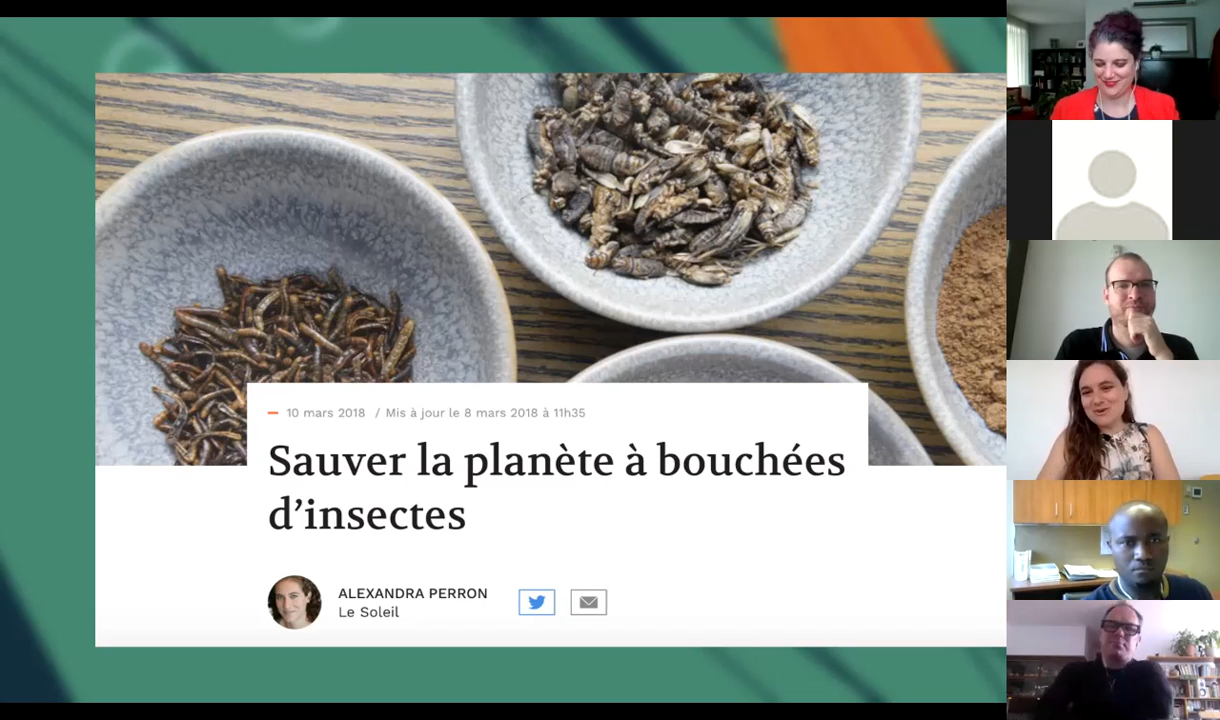 10 mars 2018 / Mis à jour le 8 mars 2018 à 11h35
Sauver la planète à bouchées
d’insectes
ALEXANDRA PERRON
Le Soleil